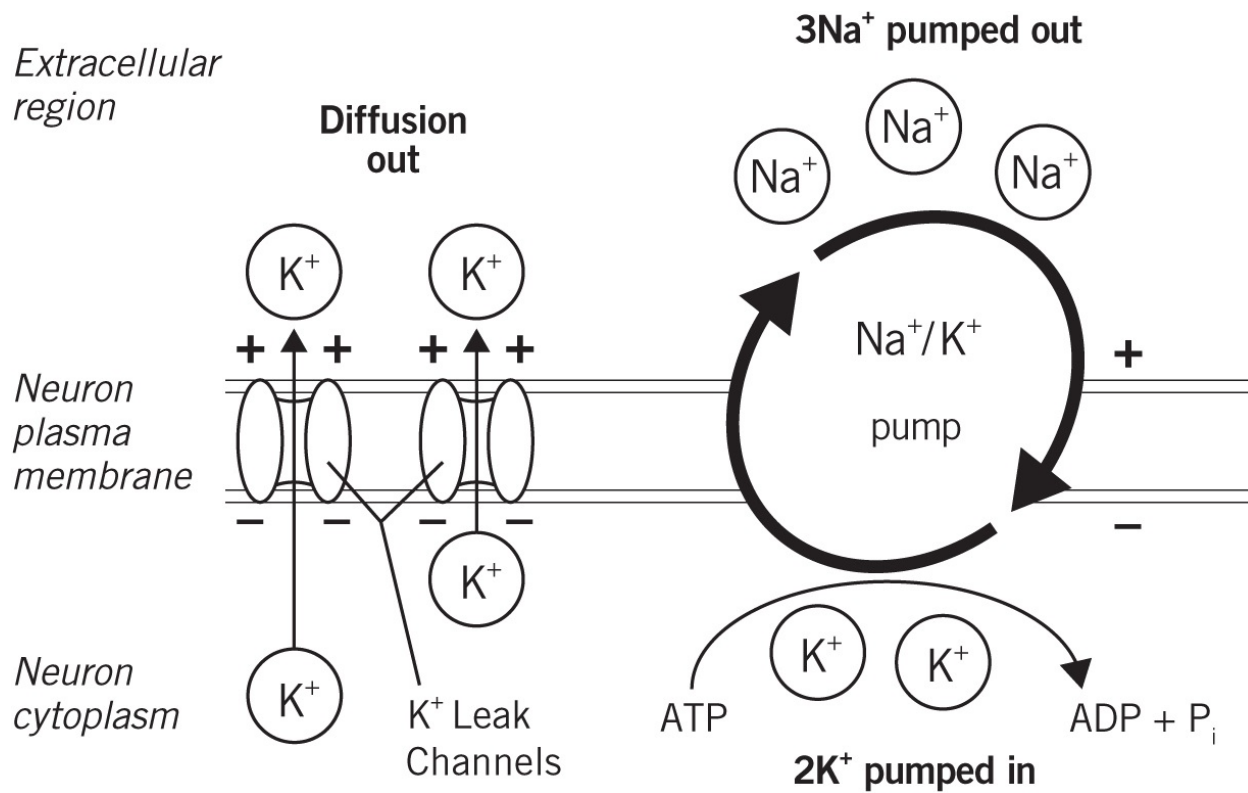 Extracellular
region
Diffusion
out
3Na⁺ pumped out
Na⁺
Na⁺
Na⁺
K⁺
K⁺
+
+
+
+
Na⁺/K⁺
pump
+
Neuron
plasma
membrane
–
–
–
–
–
K⁺
Neuron
cytoplasm
K⁺
K⁺ Leak
Channels
ATP
K⁺
K⁺
ADP + Pᵢ
2K⁺ pumped in